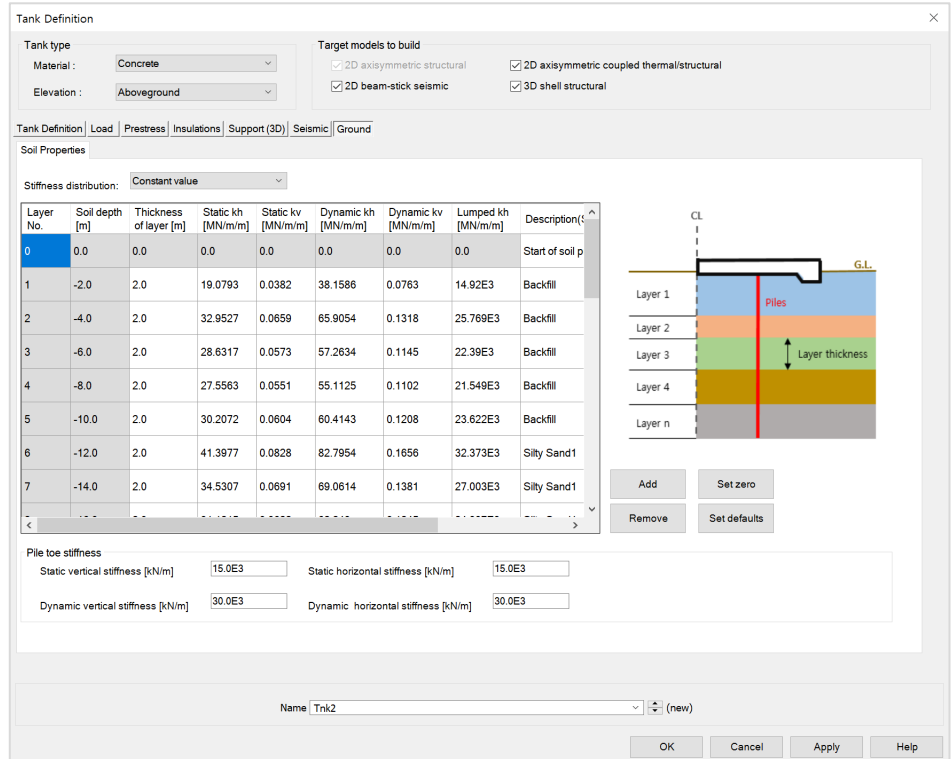 Tank Definition
Tank type
Material :
Concrete
Elevation :
Aboveground
Target models to build
2D axisymmetric structural
2D axisymmetric coupled thermal/structural
2D beam-stick seismic
3D shell structural
Tank Definition Load Prestress Insulations Support (3D) Seismic Ground
Soil Properties
Stiffness distribution: Constant value
Layer No. Soil depth [m] Thickness of layer [m] Static kh [MN/m/m] Static kv [MN/m/m] Dynamic kh [MN/m/m] Dynamic kv [MN/m/m] Lumped kh [MN/m/m] Description(S
0 0.0 0.0 0.0 0.0 0.0 0.0 0.0 Start of soil p
1 -2.0 2.0 19.0793 0.0382 38.1586 0.0763 14.92E3 Backfill
2 -4.0 2.0 32.9527 0.0659 65.9054 0.1318 25.769E3 Backfill
3 -6.0 2.0 28.6317 0.0573 57.2634 0.1145 22.39E3 Backfill
4 -8.0 2.0 27.5563 0.0551 55.1125 0.1102 21.549E3 Backfill
5 -10.0 2.0 30.2072 0.0604 60.4143 0.1208 23.622E3 Backfill
6 -12.0 2.0 41.3977 0.0828 82.7954 0.1656 32.373E3 Silty Sand1
7 -14.0 2.0 34.5307 0.0691 69.0614 0.1381 27.003E3 Silty Sand1
CL
G.L.
Layer 1
Piles
Layer 2
Layer 3
Layer thickness
Layer 4
Layer n
Add
Set zero
Remove
Set defaults
Pile toe stiffness
Static vertical stiffness [kN/m] 15.0E3 Static horizontal stiffness [kN/m] 15.0E3
Dynamic vertical stiffness [kN/m] 30.0E3 Dynamic horizontal stiffness [kN/m] 30.0E3
Name Tnk2 (new)
OK Cancel Apply Help